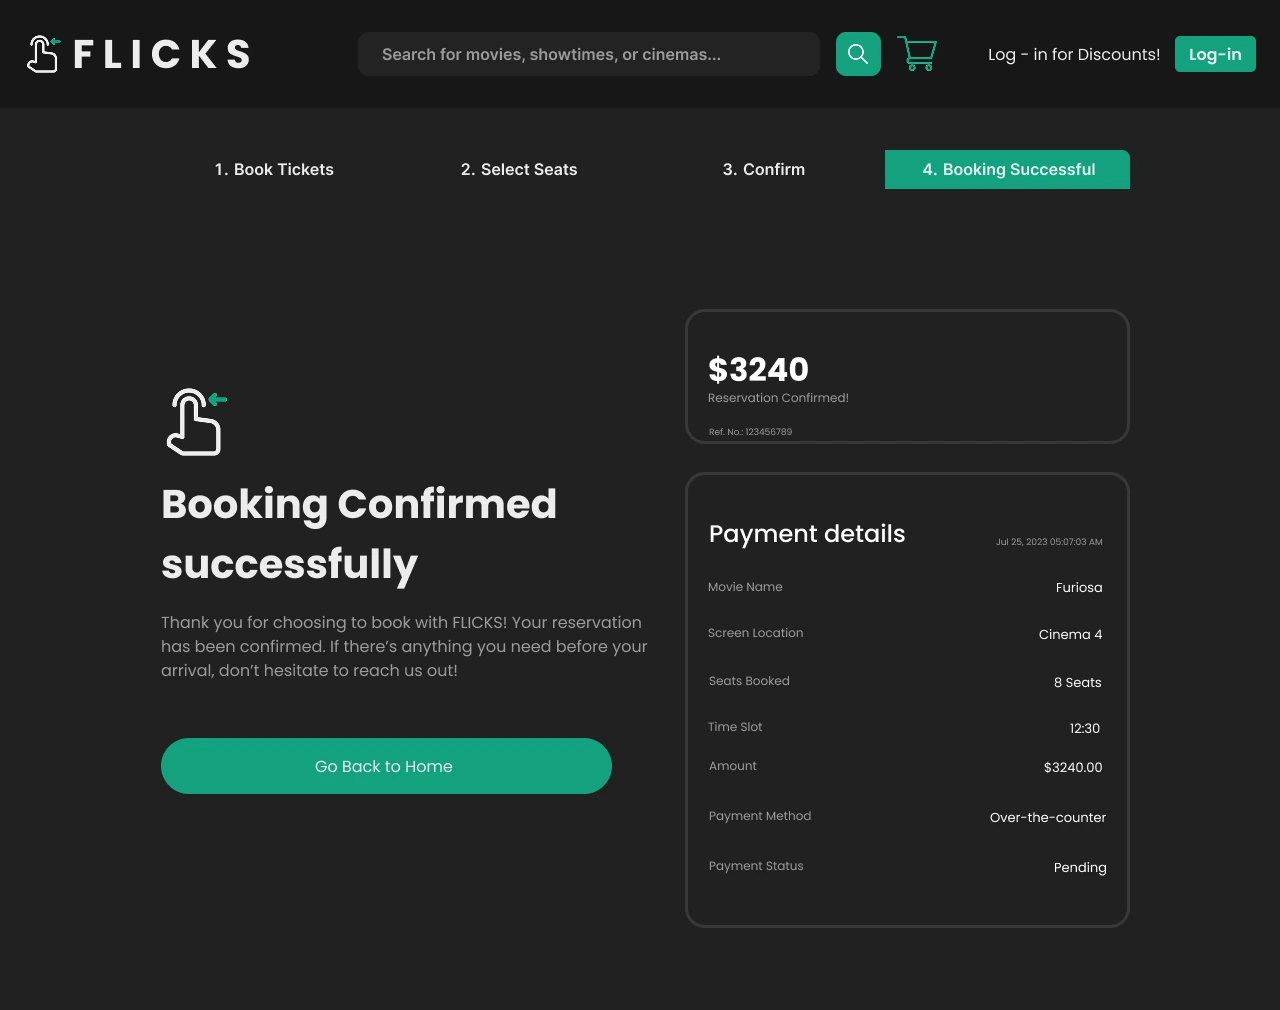 FLICKS
Search for movies, showtimes, or cinemas...
Log - in for Discounts!
Log-in
1. Book Tickets
2. Select Seats
3. Confirm
4. Booking Successful
Booking Confirmed
successfully
Thank you for choosing to book with FLICKS! Your reservation
has been confirmed. If there’s anything you need before your
arrival, don’t hesitate to reach us out!
Go Back to Home
$3240
Reservation Confirmed!
Ref. No.: 123456789
Payment details
Jul 25, 2023 05:07:03 AM
Movie Name Furiosa
Screen Location Cinema 4
Seats Booked 8 Seats
Time Slot 12:30
Amount $3240.00
Payment Method Over-the-counter
Payment Status Pending